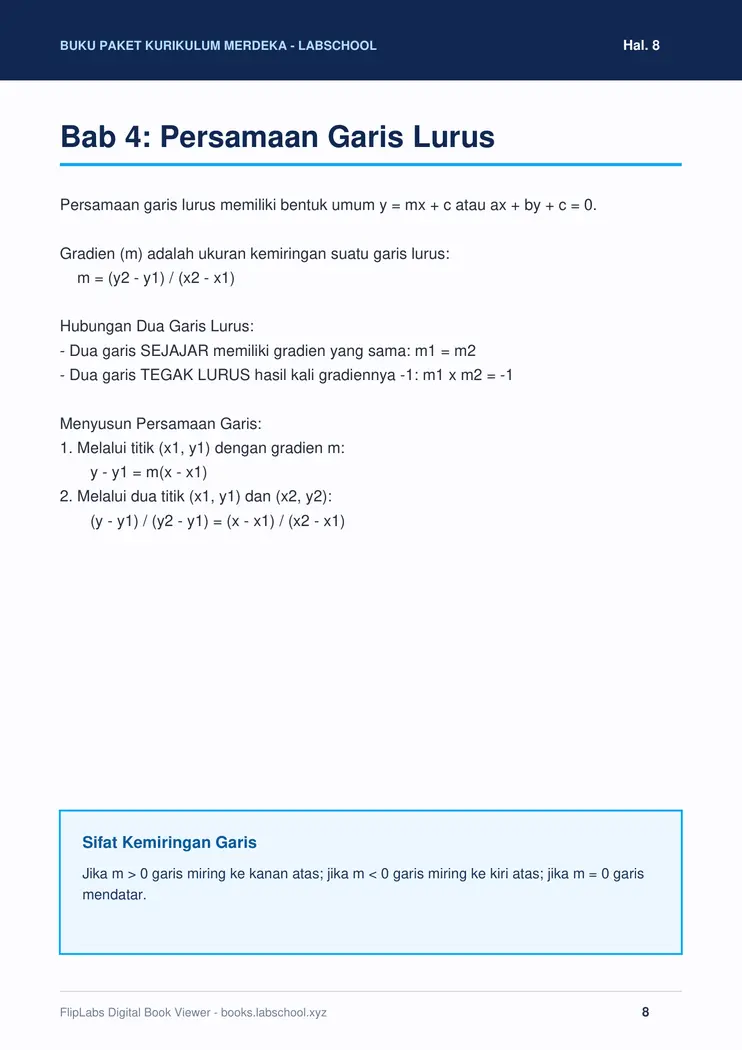 BUKU PAKET KURIKULUM MERDEKA - LABSCHOOL
Hal. 8
Bab 4: Persamaan Garis Lurus
Persamaan garis lurus memiliki bentuk umum y = mx + c atau ax + by + c = 0.
Gradien (m) adalah ukuran kemiringan suatu garis lurus:
m = (y2 - y1) / (x2 - x1)
Hubungan Dua Garis Lurus:
- Dua garis SEJAJAR memiliki gradien yang sama: m1 = m2
- Dua garis TEGAK LURUS hasil kali gradiennya -1: m1 x m2 = -1
Menyusun Persamaan Garis:
1. Melalui titik (x1, y1) dengan gradien m:
y - y1 = m(x - x1)
2. Melalui dua titik (x1, y1) dan (x2, y2):
(y - y1) / (y2 - y1) = (x - x1) / (x2 - x1)
Sifat Kemiringan Garis
Jika m > 0 garis miring ke kanan atas; jika m < 0 garis miring ke kiri atas; jika m = 0 garis
mendatar.
FlipLabs Digital Book Viewer - books.labschool.xyz
8